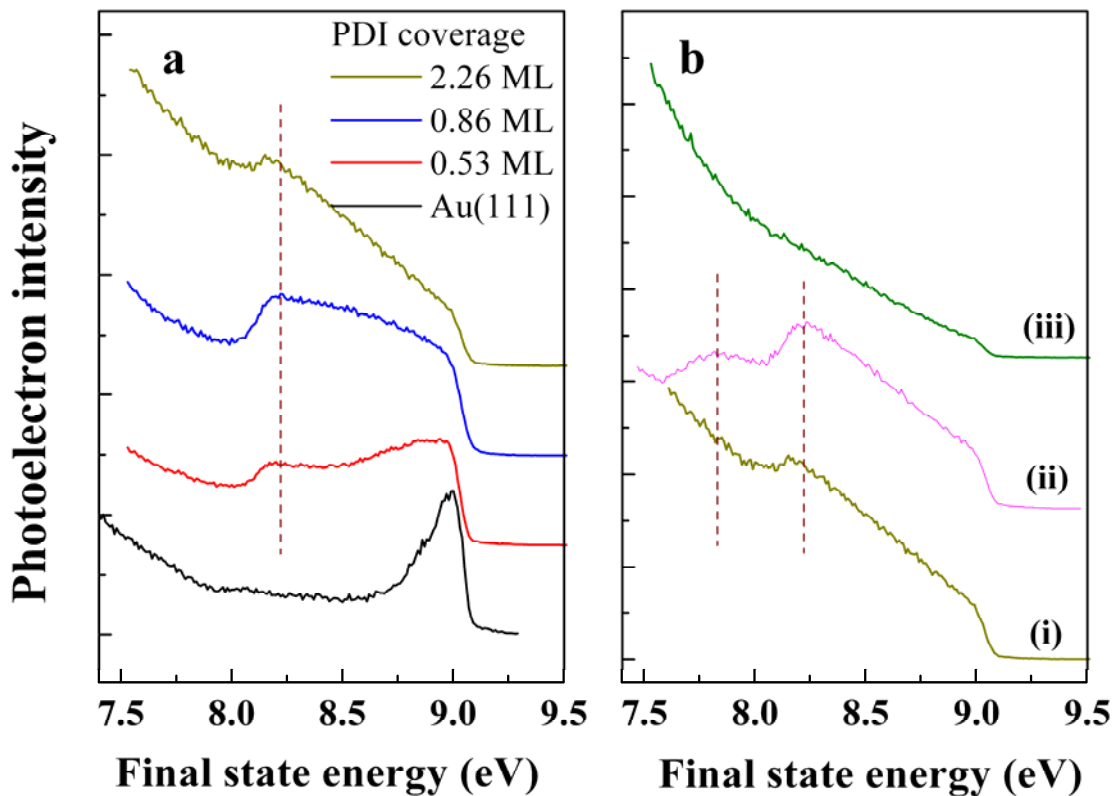 Photoelectron intensity
a
PDI coverage
2.26 ML
0.86 ML
0.53 ML
Au(111)
7.5 8.0 8.5 9.0 9.5
Final state energy (eV)
b
(iii)
(ii)
(i)
7.5 8.0 8.5 9.0 9.5
Final state energy (eV)